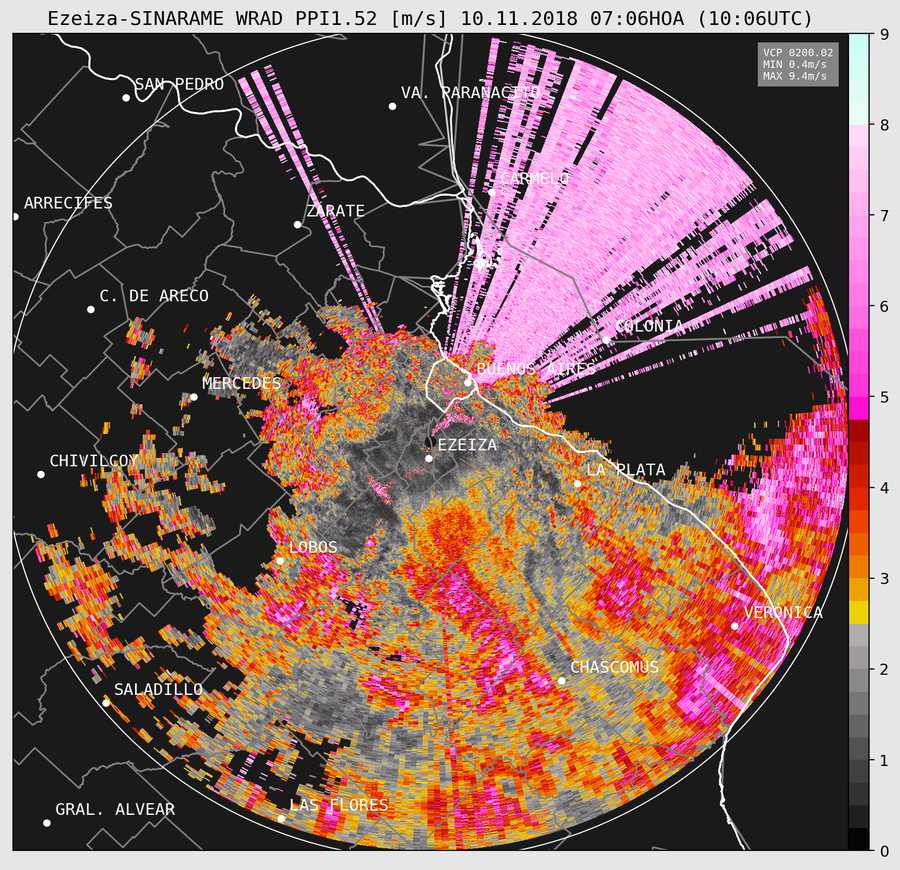 Ezeiza-SINARAME WRAD PPI1.52 [m/s] 10.11.2018 07:06HOA (10:06UTC)
VCP 0200.02
MIN 0.4m/s
MAX 9.4m/s
SAN PEDRO
VA. PARANACITO
CARMELO
ARRECIFES
ZARATE
C. DE ARECO
COLONIA
BUENOS AIRES
MERCEDES
EZEIZA
CHIVILCOY
LA PLATA
LOBOS
VERONICA
CHASCOMUS
SALADILLO
LAS FLORES
GRAL. ALVEAR
9
8
7
6
5
4
3
2
1
0